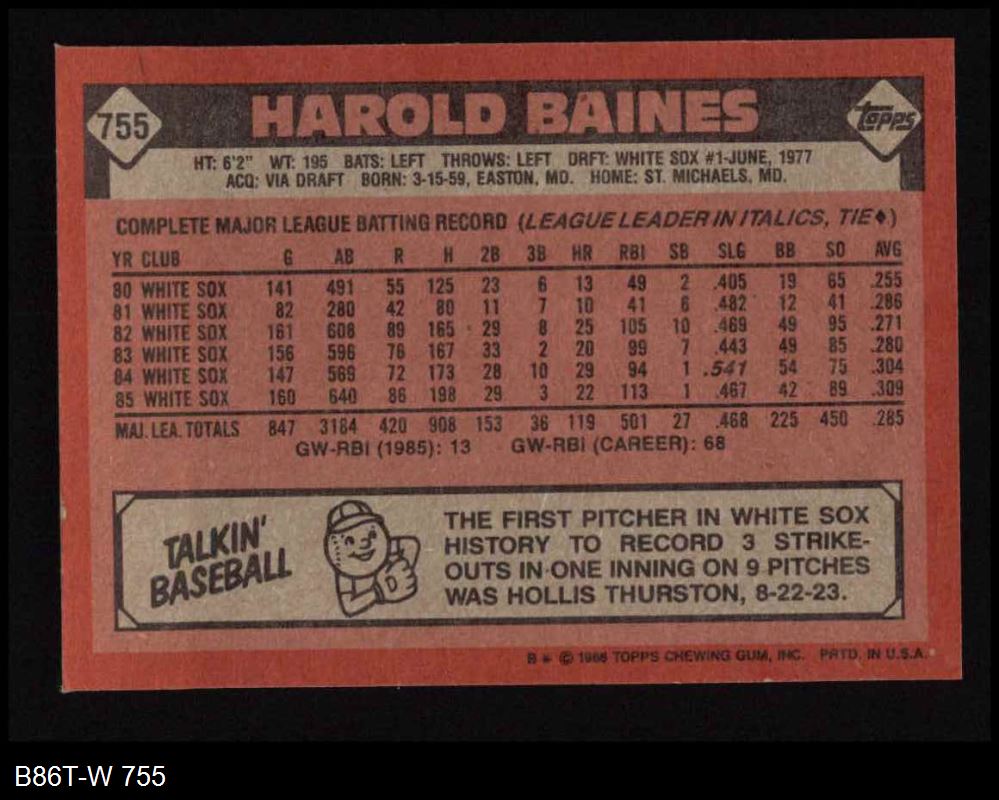 755
HAROLD BAINES
topps
HT: 6'2" WT: 195 BATS: LEFT THROWS: LEFT DRFT: WHITE SOX #1-JUNE, 1977
ACQ: VIA DRAFT BORN: 3-15-59, EASTON, MD. HOME: ST. MICHAELS, MD.
COMPLETE MAJOR LEAGUE BATTING RECORD (LEAGUE LEADER IN ITALICS, TIE♦)
YR CLUB G AB R H 2B 3B HR RBI SB SLG BB SO AVG
80 WHITE SOX 141 491 55 125 23 6 13 49 2 .405 19 65 .255
81 WHITE SOX 82 280 42 80 11 7 10 41 6 .482 12 41 .286
82 WHITE SOX 161 608 89 165 29 8 25 105 10 .469 49 95 .271
83 WHITE SOX 156 596 76 167 33 2 20 99 7 .443 49 85 .280
84 WHITE SOX 147 569 72 173 28 10 29 94 1 .541 54 75 .304
85 WHITE SOX 160 640 86 198 29 3 22 113 1 .467 42 89 .309
MAJ. LEA. TOTALS 847 3184 420 908 153 36 119 501 27 .468 225 450 .285
GW-RBI (1985): 13 GW-RBI (CAREER): 68
TALKIN'
BASEBALL
THE FIRST PITCHER IN WHITE SOX
HISTORY TO RECORD 3 STRIKE-
OUTS IN ONE INNING ON 9 PITCHES
WAS HOLLIS THURSTON, 8-22-23.
B * © 1986 TOPPS CHEWING GUM, INC. PRTD. IN U.S.A.
B86T-W 755